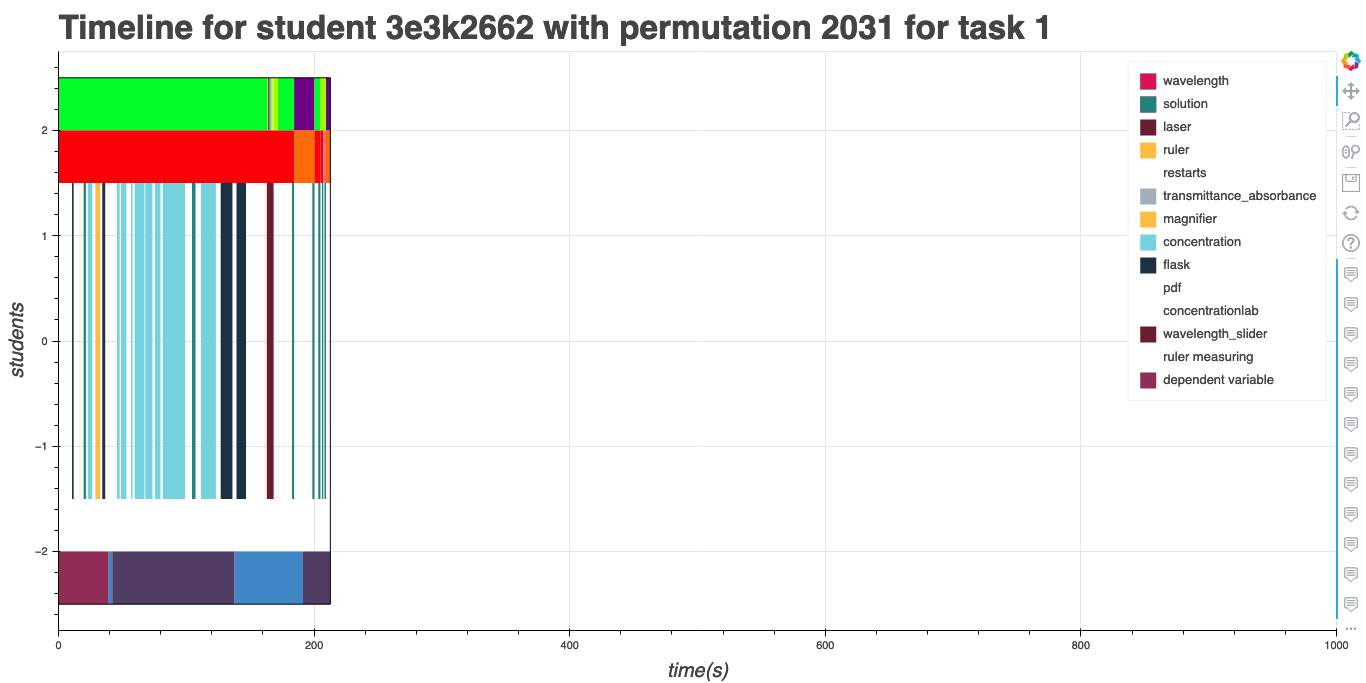 Timeline for student 3e3k2662 with permutation 2031 for task 1
wavelength
solution
laser
ruler
restarts
transmittance_absorbance
magnifier
concentration
flask
pdf
concentrationlab
wavelength_slider
ruler measuring
dependent variable
2
1
0
−1
−2
students
0
200
400
600
800
1000
time(s)